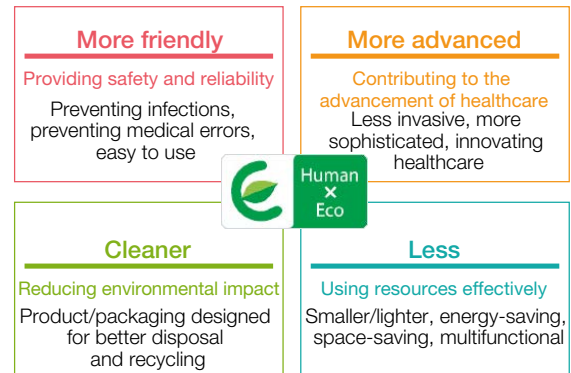 More friendly
Providing safety and reliability
Preventing infections,
preventing medical errors,
easy to use
More advanced
Contributing to the
advancement of healthcare
Less invasive, more
sophisticated, innovating
healthcare
Human
×
Eco
Cleaner
Reducing environmental impact
Product/packaging designed
for better disposal
and recycling
Less
Using resources effectively
Smaller/lighter, energy-saving,
space-saving, multifunctional